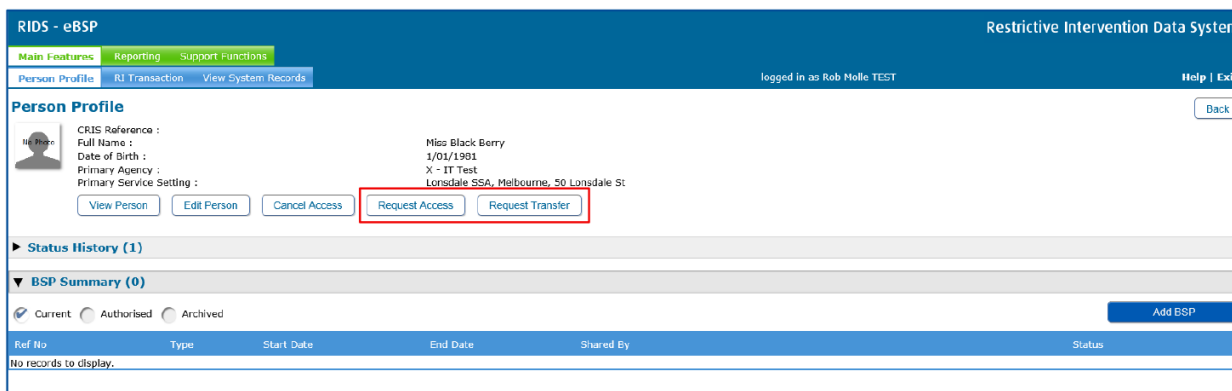 RIDS - eBSP Restrictive Intervention Data System
Main Features Reporting Support Functions
Person Profile RI Transaction View System Records logged in as Rob Molle TEST Help | Exi
Person Profile Back
No Photo
CRIS Reference :
Full Name : Miss Black Berry
Date of Birth : 1/01/1981
Primary Agency : X - IT Test
Primary Service Setting : Lonsdale SSA, Melbourne, 50 Lonsdale St
View Person Edit Person Cancel Access Request Access Request Transfer
Status History (1)
BSP Summary (0)
Current Authorised Archived Add BSP
Ref No Type Start Date End Date Shared By Status
No records to display.